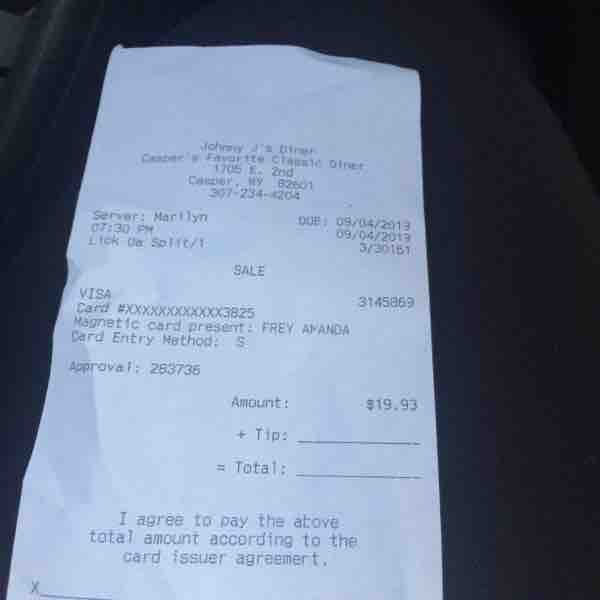 Johnny J's Diner
Casper's Favorite Classic Diner
1705 E. 2nd
Casper, WY 82601
307-234-4204
Server: Marilyn DOB: 09/04/2013
07:30 PM 09/04/2013
Lick Da Split/1 3/30151
SALE
VISA 3145869
Card #XXXXXXXXXXXX3825
Magnetic card present: FREY AMANDA
Card Entry Method: S
Approval: 283736
Amount: $19.93
+ Tip:
= Total:
I agree to pay the above
total amount according to the
card issuer agreement.
X